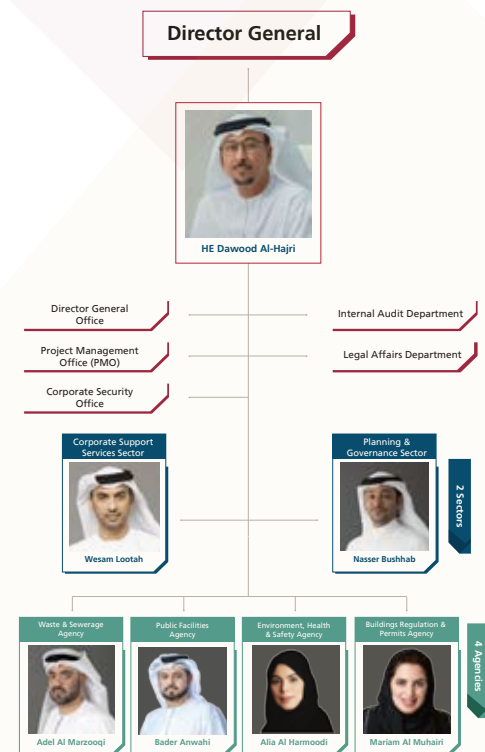 Director General
HE Dawood Al-Hajri
Director General
Office
Internal Audit Department
Project Management
Office (PMO)
Legal Affairs Department
Corporate Security
Office
Corporate Support
Services Sector
Wesam Lootah
Planning &
Governance Sector
Nasser Bushhab
2 Sectors
Waste & Sewerage
Agency
Adel Al Marzooqi
Public Facilities
Agency
Bader Anwahi
Environment, Health
& Safety Agency
Alia Al Harmoodi
Buildings Regulation &
Permits Agency
Mariam Al Muhairi
4 Agencies